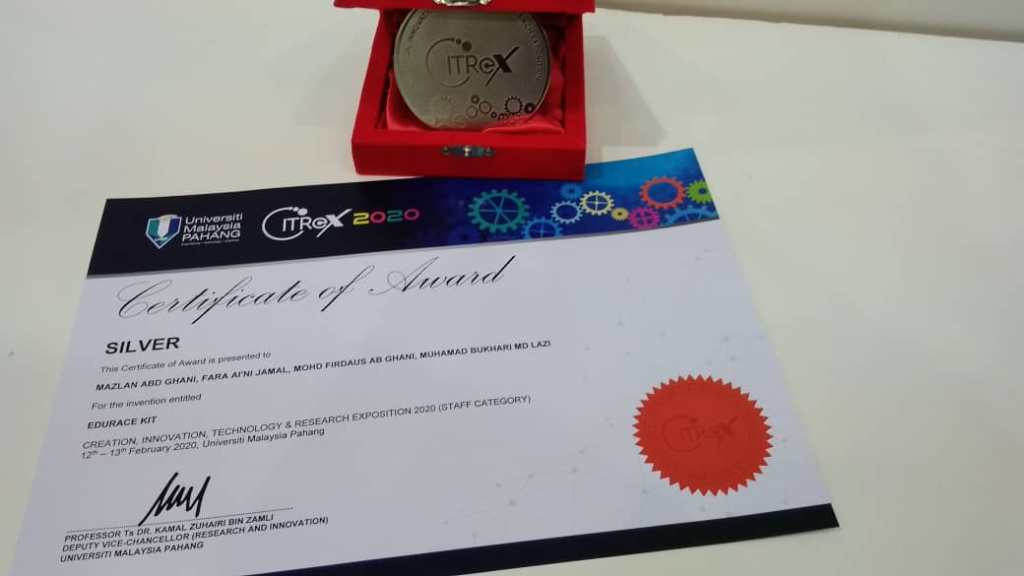 CITReX
Universiti
Malaysia
PAHANG
CITReX 2020
Certificate of Award
SILVER
This Certificate of Award is presented to
MAZLAN ABD GHANI, FARA AI'NI JAMAL, MOHD FIRDAUS AB GHANI, MUHAMAD BUKHARI MD LAZI
For the invention entitled
EDURACE KIT
CREATION, INNOVATION, TECHNOLOGY & RESEARCH EXPOSITION 2020 (STAFF CATEGORY)
12th – 13th February 2020, Universiti Malaysia Pahang
CITReX
PROFESSOR Ts DR. KAMAL ZUHAIRI BIN ZAMLI
DEPUTY VICE-CHANCELLOR (RESEARCH AND INNOVATION)
UNIVERSITI MALAYSIA PAHANG